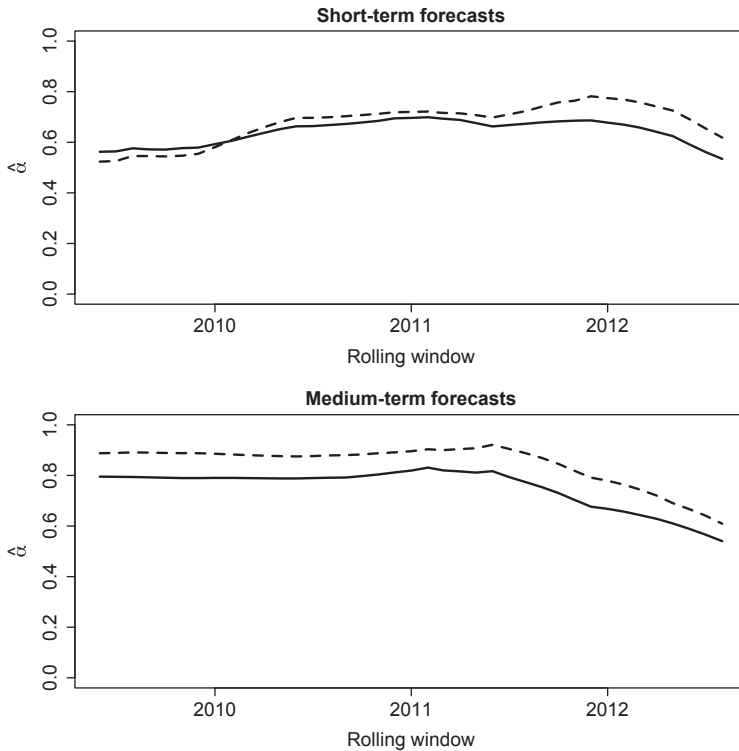 Short-term forecasts
1.0
0.8
0.6
0.4
0.2
0.0
α̂
2010 2011 2012
Rolling window
Medium-term forecasts
1.0
0.8
0.6
0.4
0.2
0.0
α̂
2010 2011 2012
Rolling window